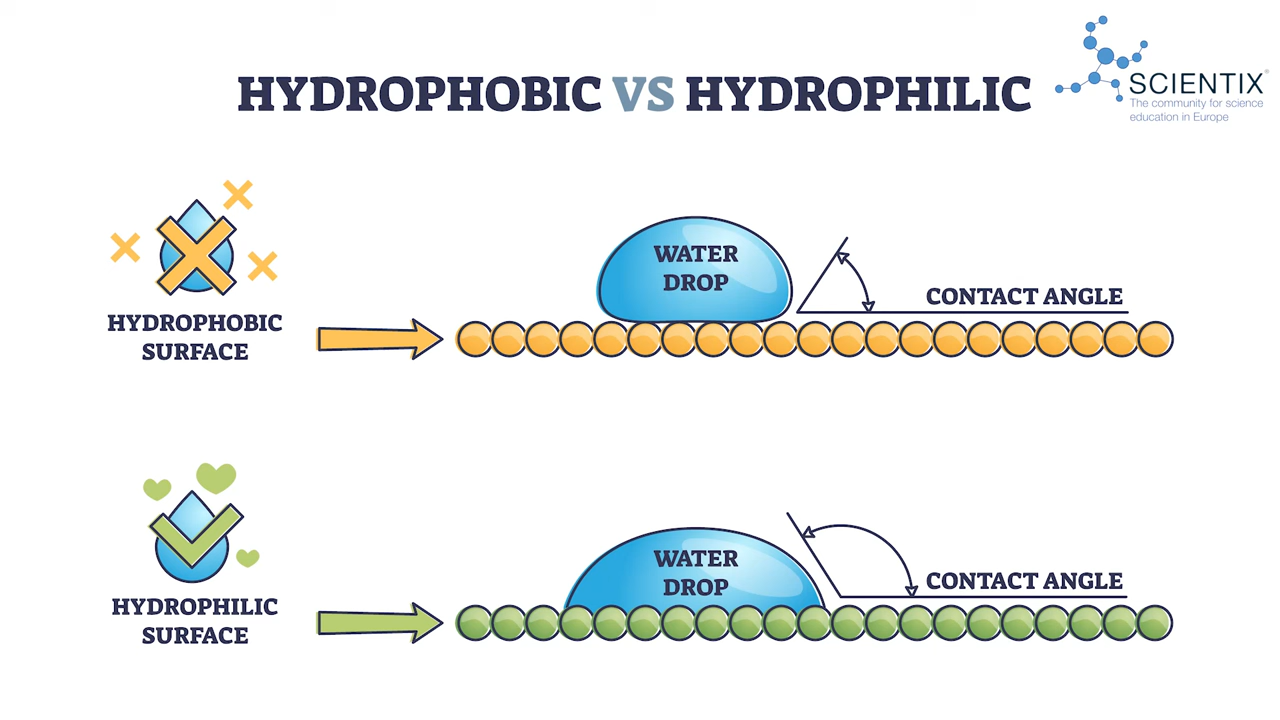 HYDROPHOBIC VS HYDROPHILIC
SCIENTIX®
The community for science
education in Europe
HYDROPHOBIC
SURFACE
WATER
DROP
CONTACT ANGLE
HYDROPHILIC
SURFACE
WATER
DROP
CONTACT ANGLE